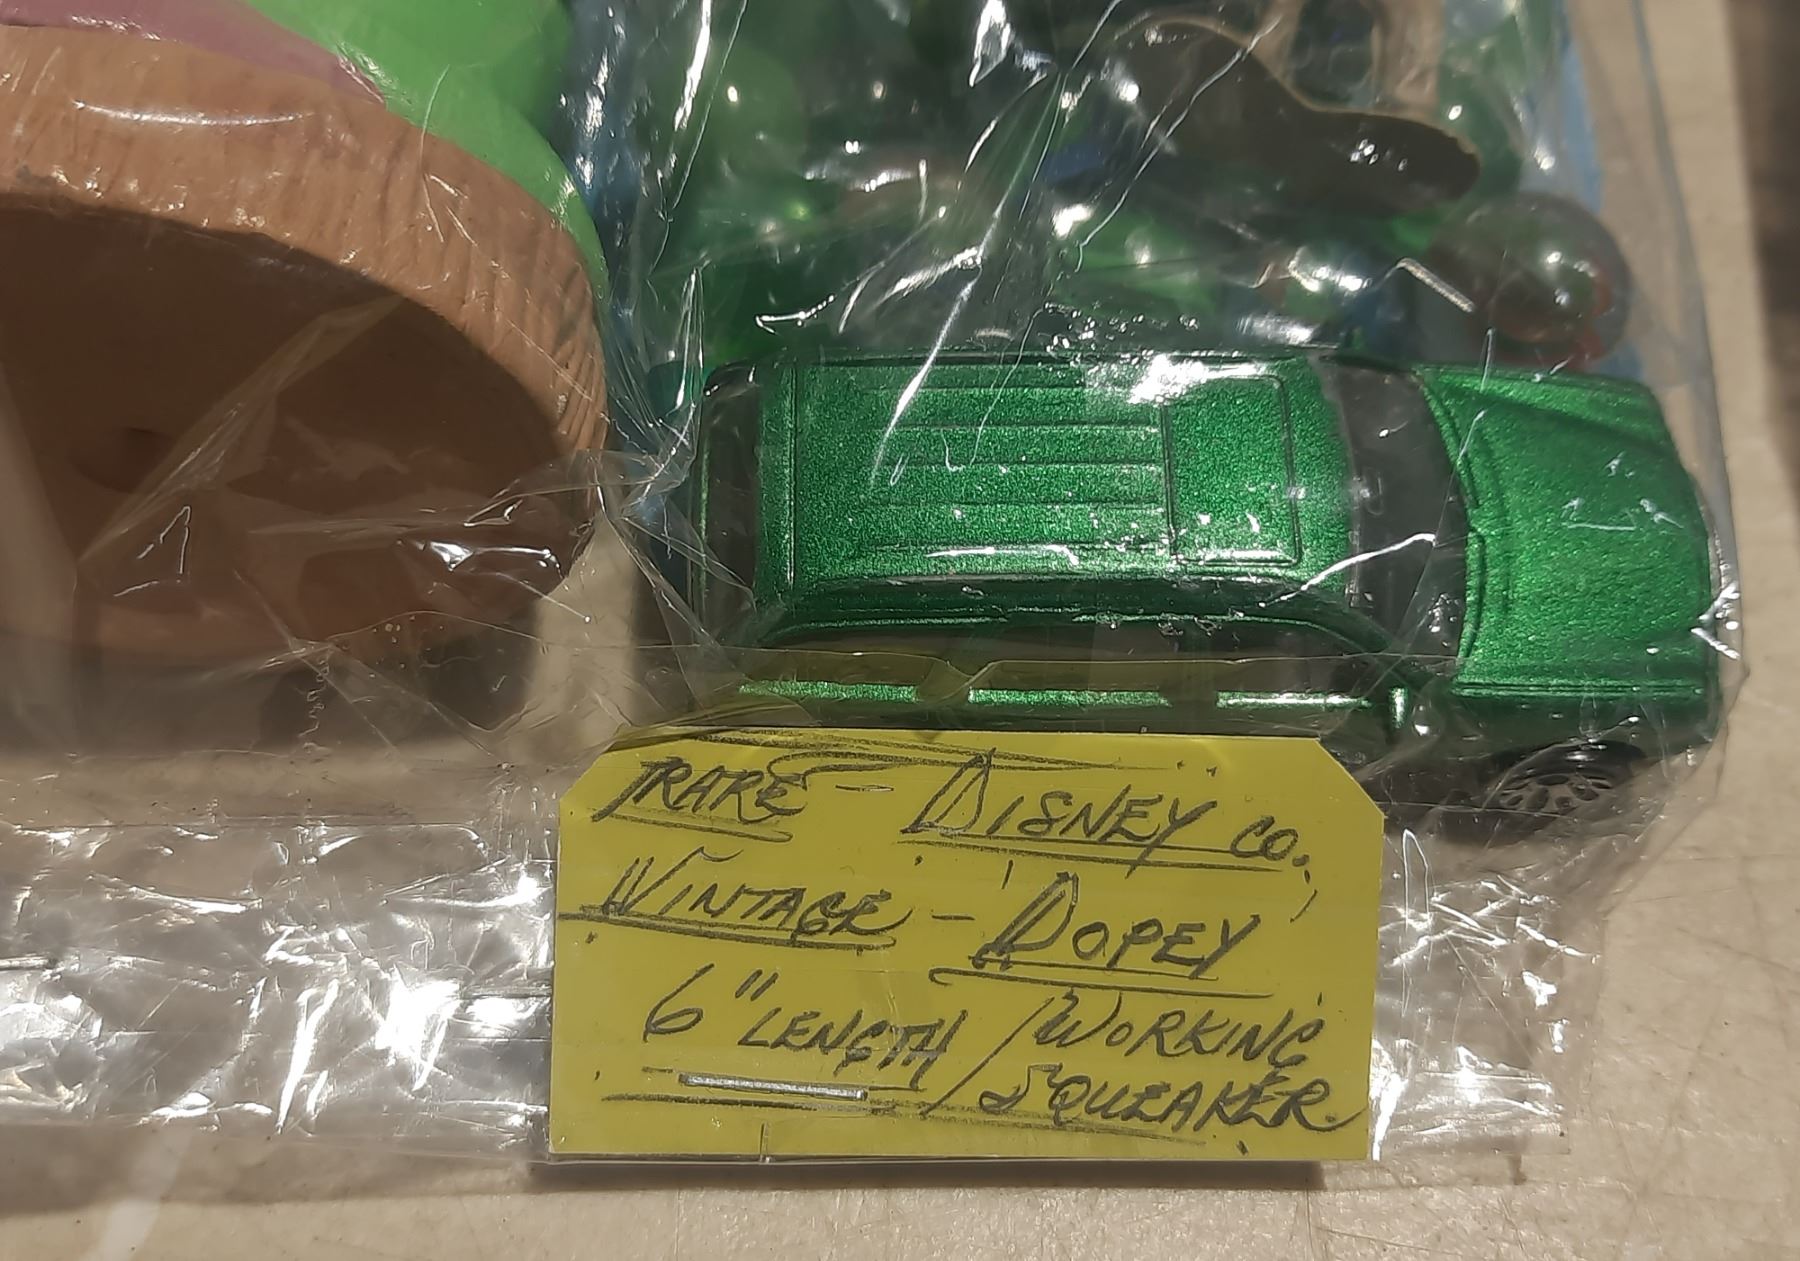 RARE - DISNEY CO.,
VINTAGE - DOPEY
6" LENGTH / WORKING
SQUEAKER